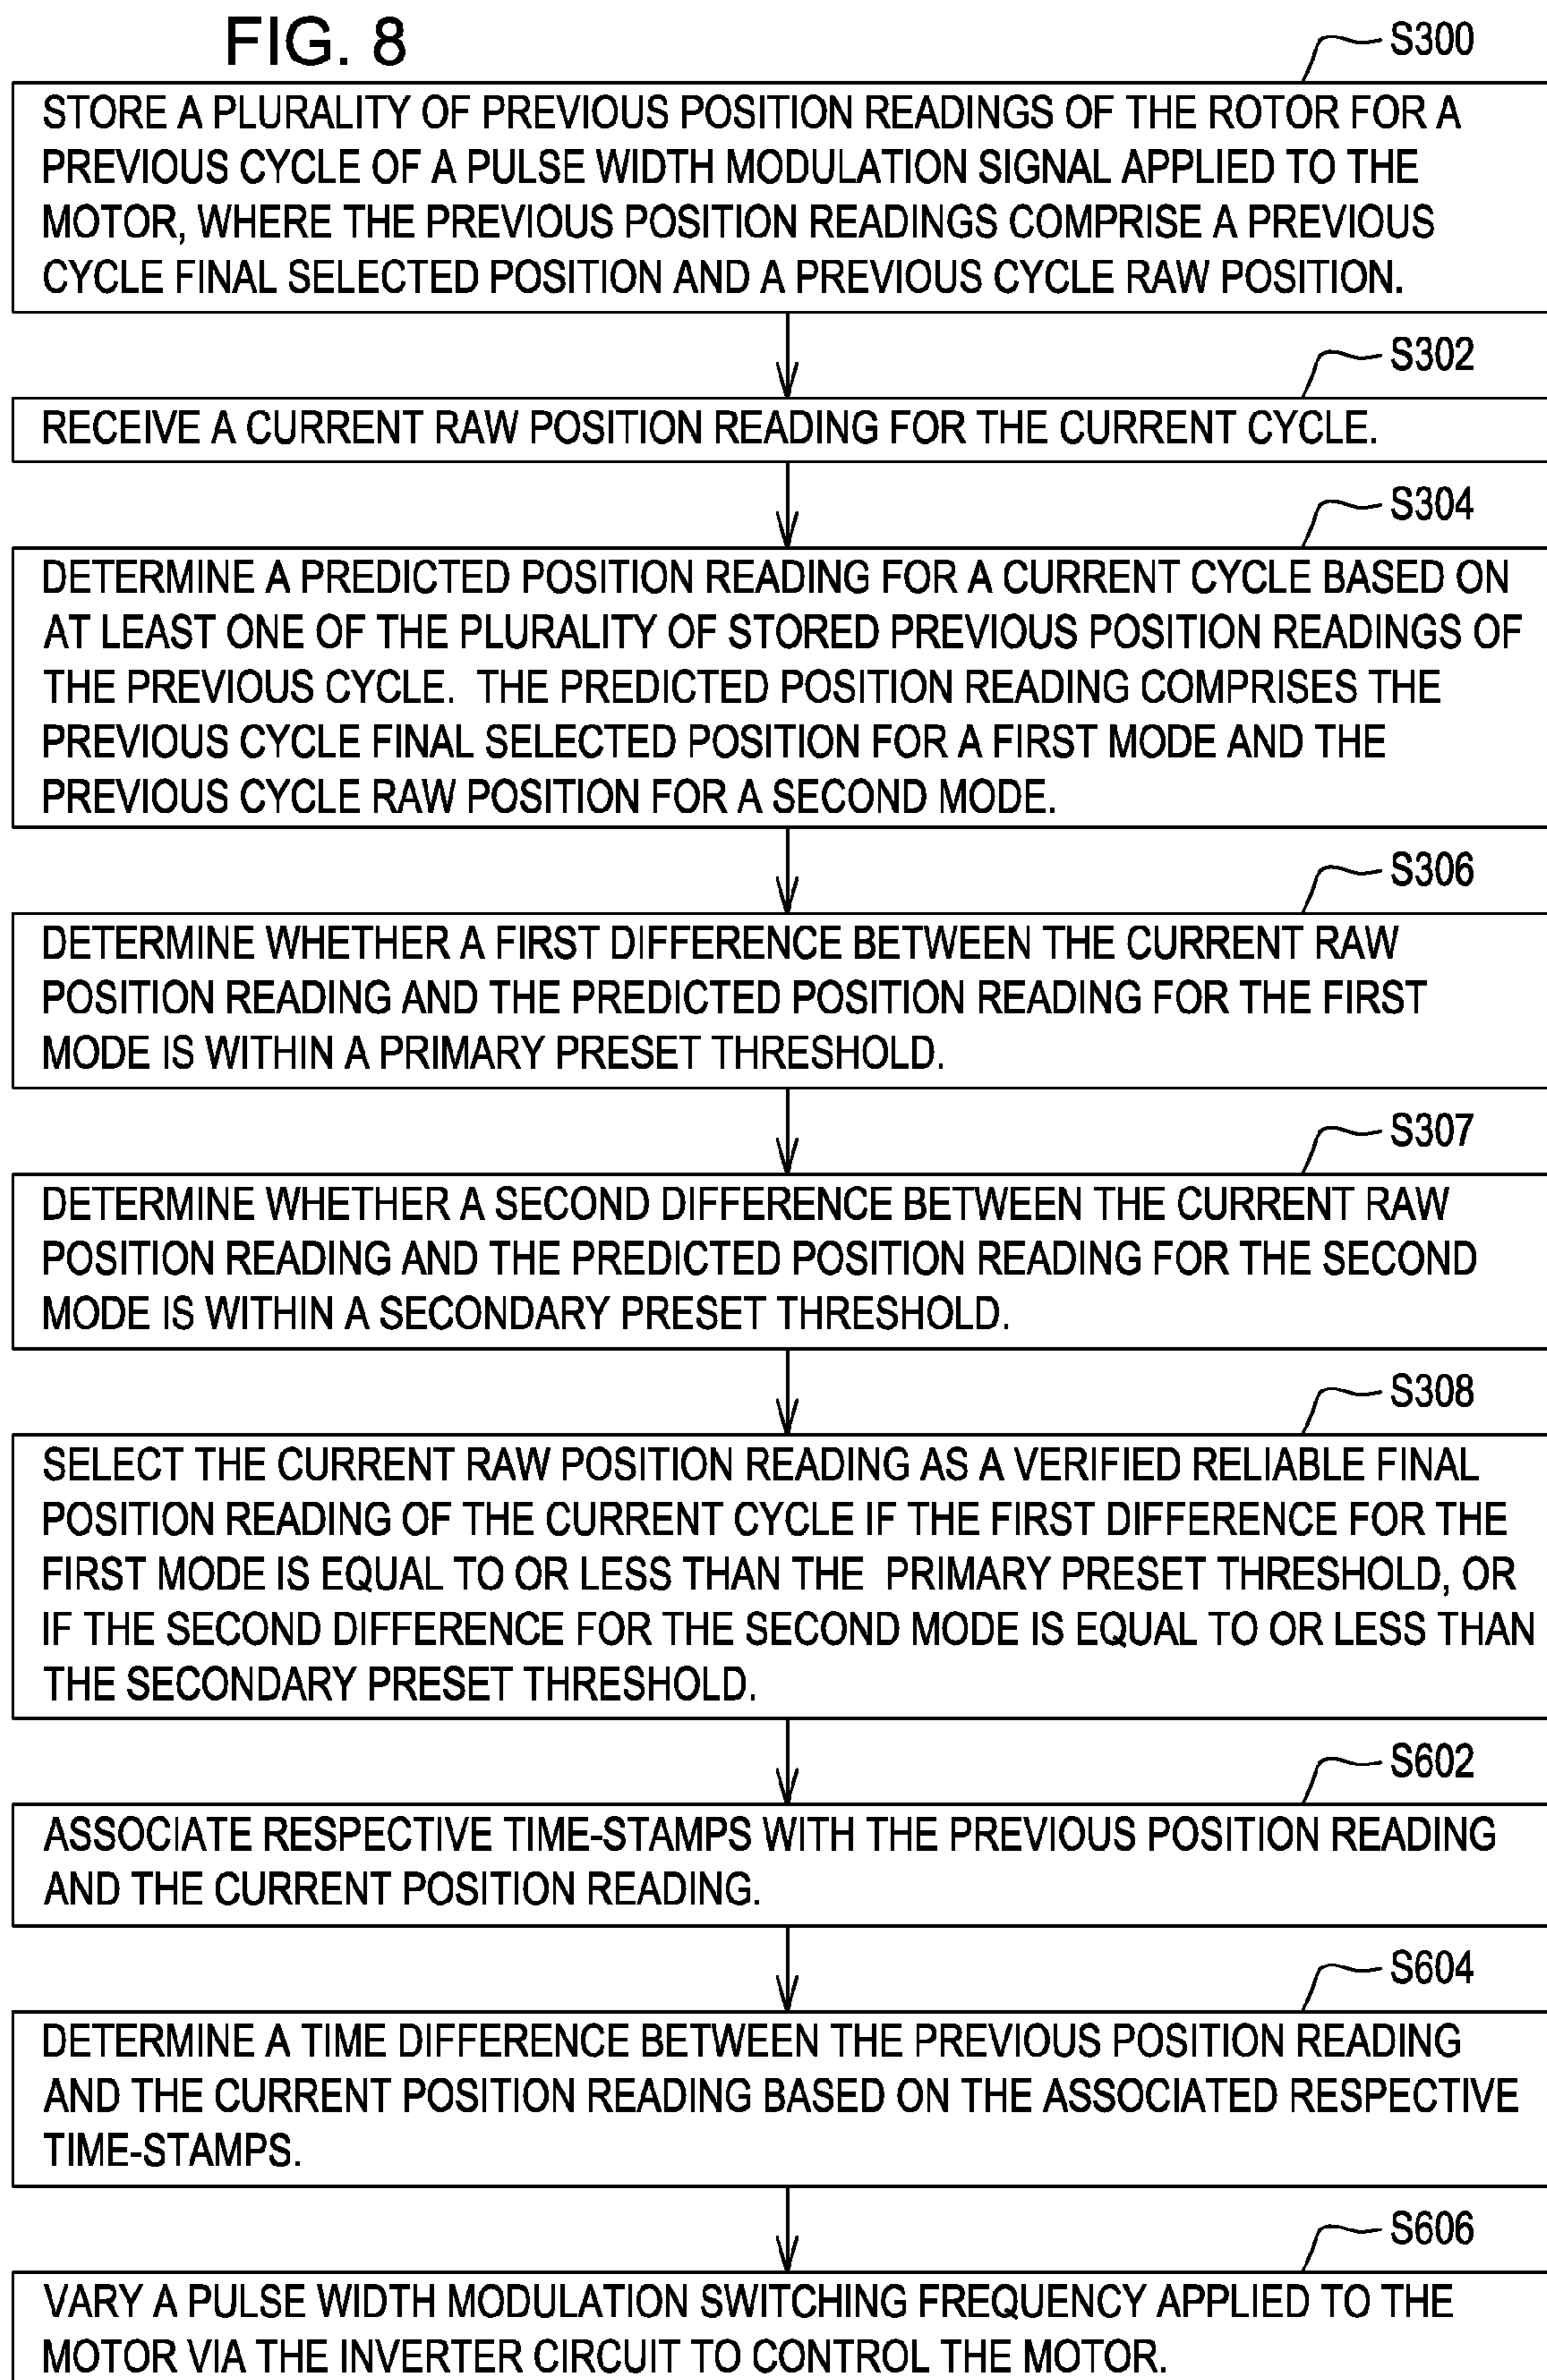 FIG. 8
S300
STORE A PLURALITY OF PREVIOUS POSITION READINGS OF THE ROTOR FOR A
PREVIOUS CYCLE OF A PULSE WIDTH MODULATION SIGNAL APPLIED TO THE
MOTOR, WHERE THE PREVIOUS POSITION READINGS COMPRISE A PREVIOUS
CYCLE FINAL SELECTED POSITION AND A PREVIOUS CYCLE RAW POSITION.
S302
RECEIVE A CURRENT RAW POSITION READING FOR THE CURRENT CYCLE.
S304
DETERMINE A PREDICTED POSITION READING FOR A CURRENT CYCLE BASED ON
AT LEAST ONE OF THE PLURALITY OF STORED PREVIOUS POSITION READINGS OF
THE PREVIOUS CYCLE. THE PREDICTED POSITION READING COMPRISES THE
PREVIOUS CYCLE FINAL SELECTED POSITION FOR A FIRST MODE AND THE
PREVIOUS CYCLE RAW POSITION FOR A SECOND MODE.
S306
DETERMINE WHETHER A FIRST DIFFERENCE BETWEEN THE CURRENT RAW
POSITION READING AND THE PREDICTED POSITION READING FOR THE FIRST
MODE IS WITHIN A PRIMARY PRESET THRESHOLD.
S307
DETERMINE WHETHER A SECOND DIFFERENCE BETWEEN THE CURRENT RAW
POSITION READING AND THE PREDICTED POSITION READING FOR THE SECOND
MODE IS WITHIN A SECONDARY PRESET THRESHOLD.
S308
SELECT THE CURRENT RAW POSITION READING AS A VERIFIED RELIABLE FINAL
POSITION READING OF THE CURRENT CYCLE IF THE FIRST DIFFERENCE FOR THE
FIRST MODE IS EQUAL TO OR LESS THAN THE PRIMARY PRESET THRESHOLD, OR
IF THE SECOND DIFFERENCE FOR THE SECOND MODE IS EQUAL TO OR LESS THAN
THE SECONDARY PRESET THRESHOLD.
S602
ASSOCIATE RESPECTIVE TIME-STAMPS WITH THE PREVIOUS POSITION READING
AND THE CURRENT POSITION READING.
S604
DETERMINE A TIME DIFFERENCE BETWEEN THE PREVIOUS POSITION READING
AND THE CURRENT POSITION READING BASED ON THE ASSOCIATED RESPECTIVE
TIME-STAMPS.
S606
VARY A PULSE WIDTH MODULATION SWITCHING FREQUENCY APPLIED TO THE
MOTOR VIA THE INVERTER CIRCUIT TO CONTROL THE MOTOR.